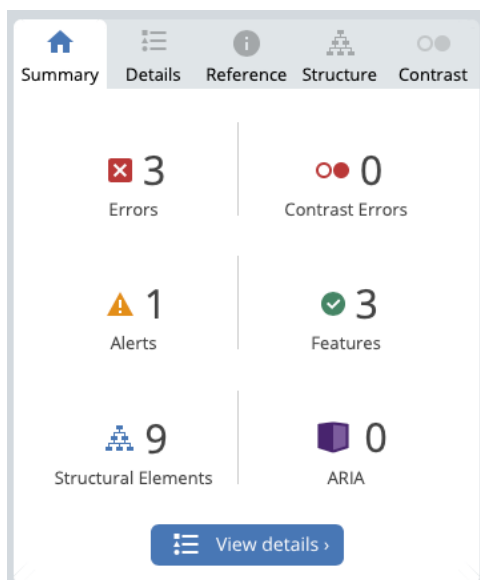 Summary Details Reference Structure Contrast
3 0
Errors Contrast Errors
1 3
Alerts Features
9 0
Structural Elements ARIA
View details ›